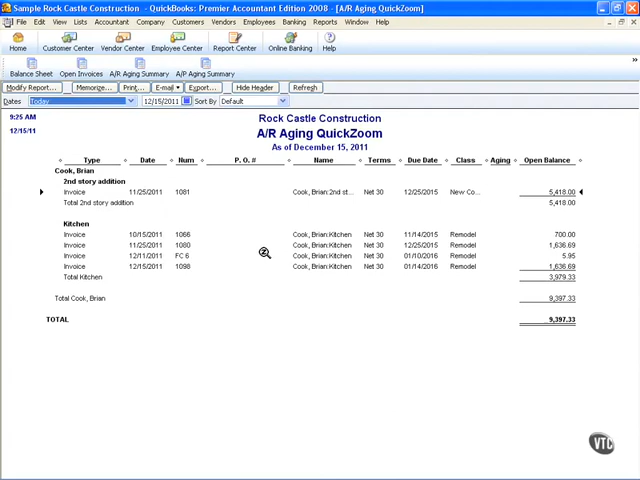 Sample Rock Castle Construction - QuickBooks: Premier Accountant Edition 2008 - [A/R Aging QuickZoom]
File Edit View Lists Accountant Company Customers Vendors Employees Banking Reports Window Help
Home Customer Center Vendor Center Employee Center Report Center Online Banking Help
Balance Sheet Open Invoices A/R Aging Summary A/P Aging Summary
Modify Report... Memorize... Print... E-mail Export... Hide Header Refresh
Dates Today 12/15/2011 Sort By Default
9:25 AM Rock Castle Construction
12/15/11 A/R Aging QuickZoom
As of December 15, 2011
Type Date Num P. O. # Name Terms Due Date Class Aging Open Balance
Cook, Brian
2nd story addition
Invoice 11/25/2011 1081 Cook, Brian:2nd st... Net 30 12/25/2015 New Co... 5,418.00
Total 2nd story addition 5,418.00
Kitchen
Invoice 10/15/2011 1066 Cook, Brian:Kitchen Net 30 11/14/2015 Remodel 700.00
Invoice 11/25/2011 1080 Cook, Brian:Kitchen Net 30 12/25/2015 Remodel 1,636.69
Invoice 12/11/2011 FC 6 Cook, Brian:Kitchen Net 30 01/10/2016 Remodel 5.95
Invoice 12/15/2011 1098 Cook, Brian:Kitchen Net 30 01/14/2016 Remodel 1,636.69
Total Kitchen 3,979.33
Total Cook, Brian 9,397.33
TOTAL 9,397.33
VTC